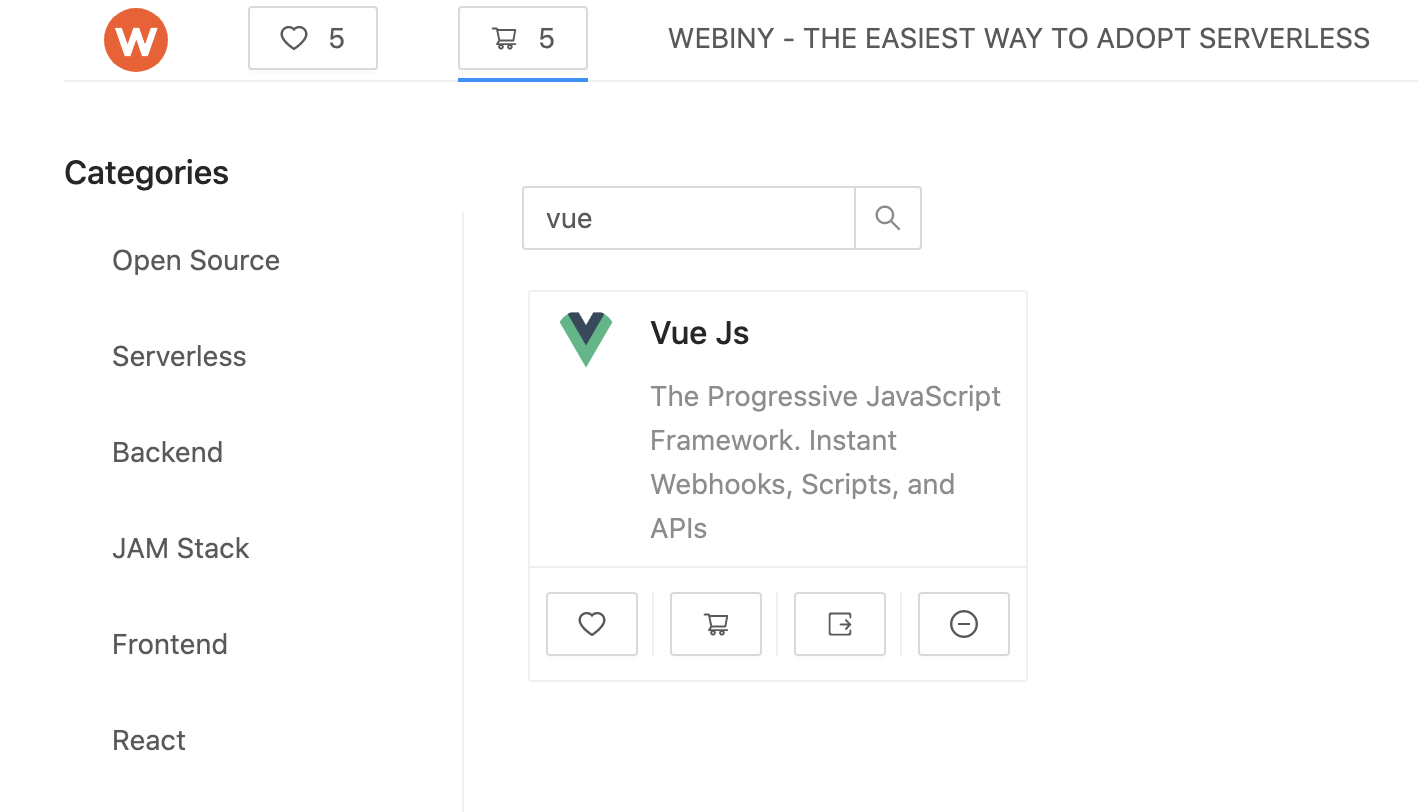 W
5
5
WEBINY - THE EASIEST WAY TO ADOPT SERVERLESS
Categories
Open Source
Serverless
Backend
JAM Stack
Frontend
React
vue
Vue Js
The Progressive JavaScript
Framework. Instant
Webhooks, Scripts, and
APIs